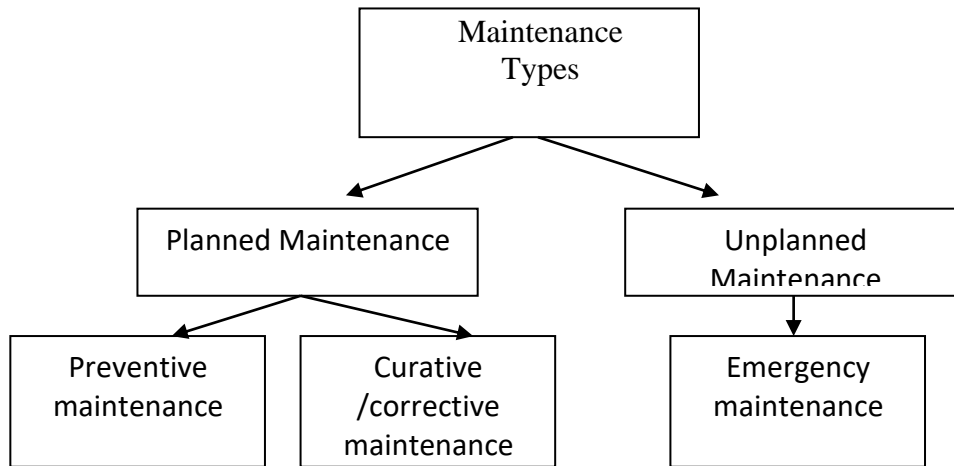 Maintenance
Types
Planned Maintenance
Unplanned
Maintenance
Preventive
maintenance
Curative
/corrective
maintenance
Emergency
maintenance